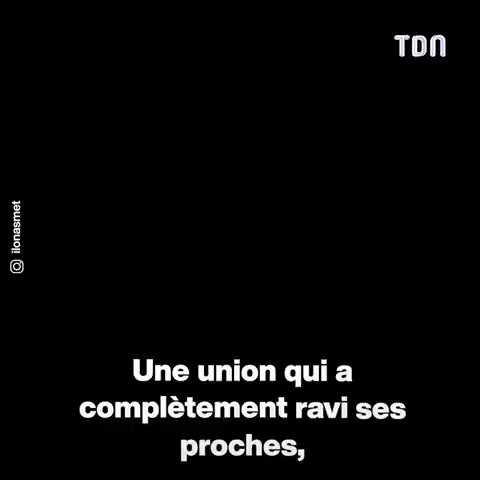 TDN
ilonasmet
Une union qui a
complètement ravi ses
proches,